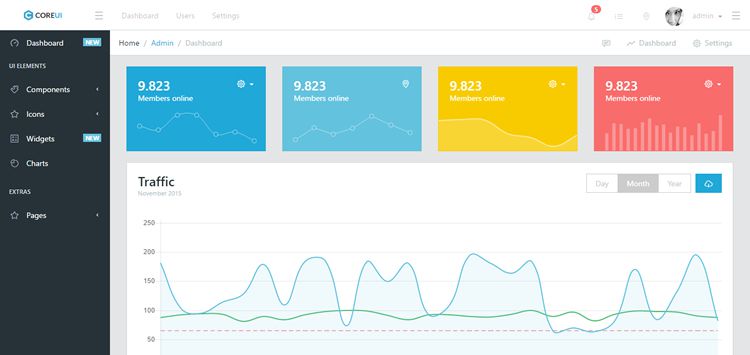 COREUI Dashboard Users Settings 5 admin
Dashboard NEW
Home / Admin / Dashboard Dashboard Settings
UI ELEMENTS
Components
Icons
Widgets NEW
Charts
EXTRAS
Pages
9.823
Members online
9.823
Members online
9.823
Members online
9.823
Members online
Traffic
November 2015
Day Month Year
250
200
150
100
50